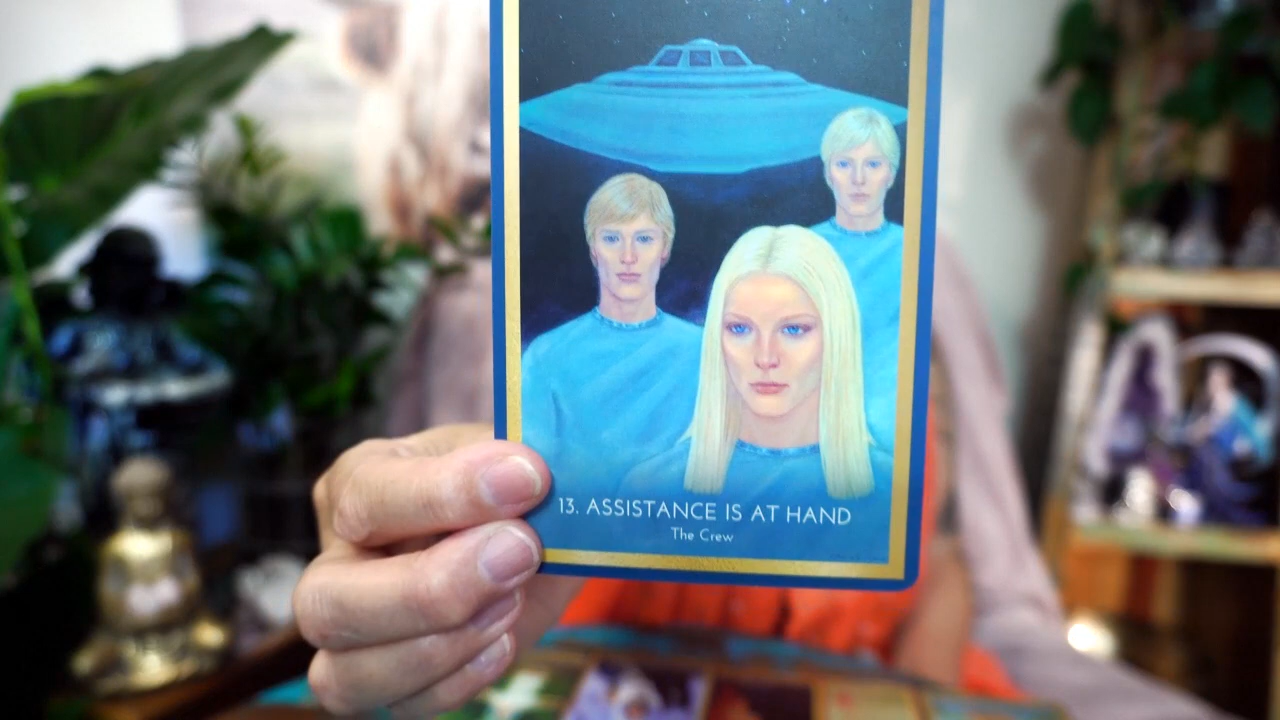 13. ASSISTANCE IS AT HAND
The Crew